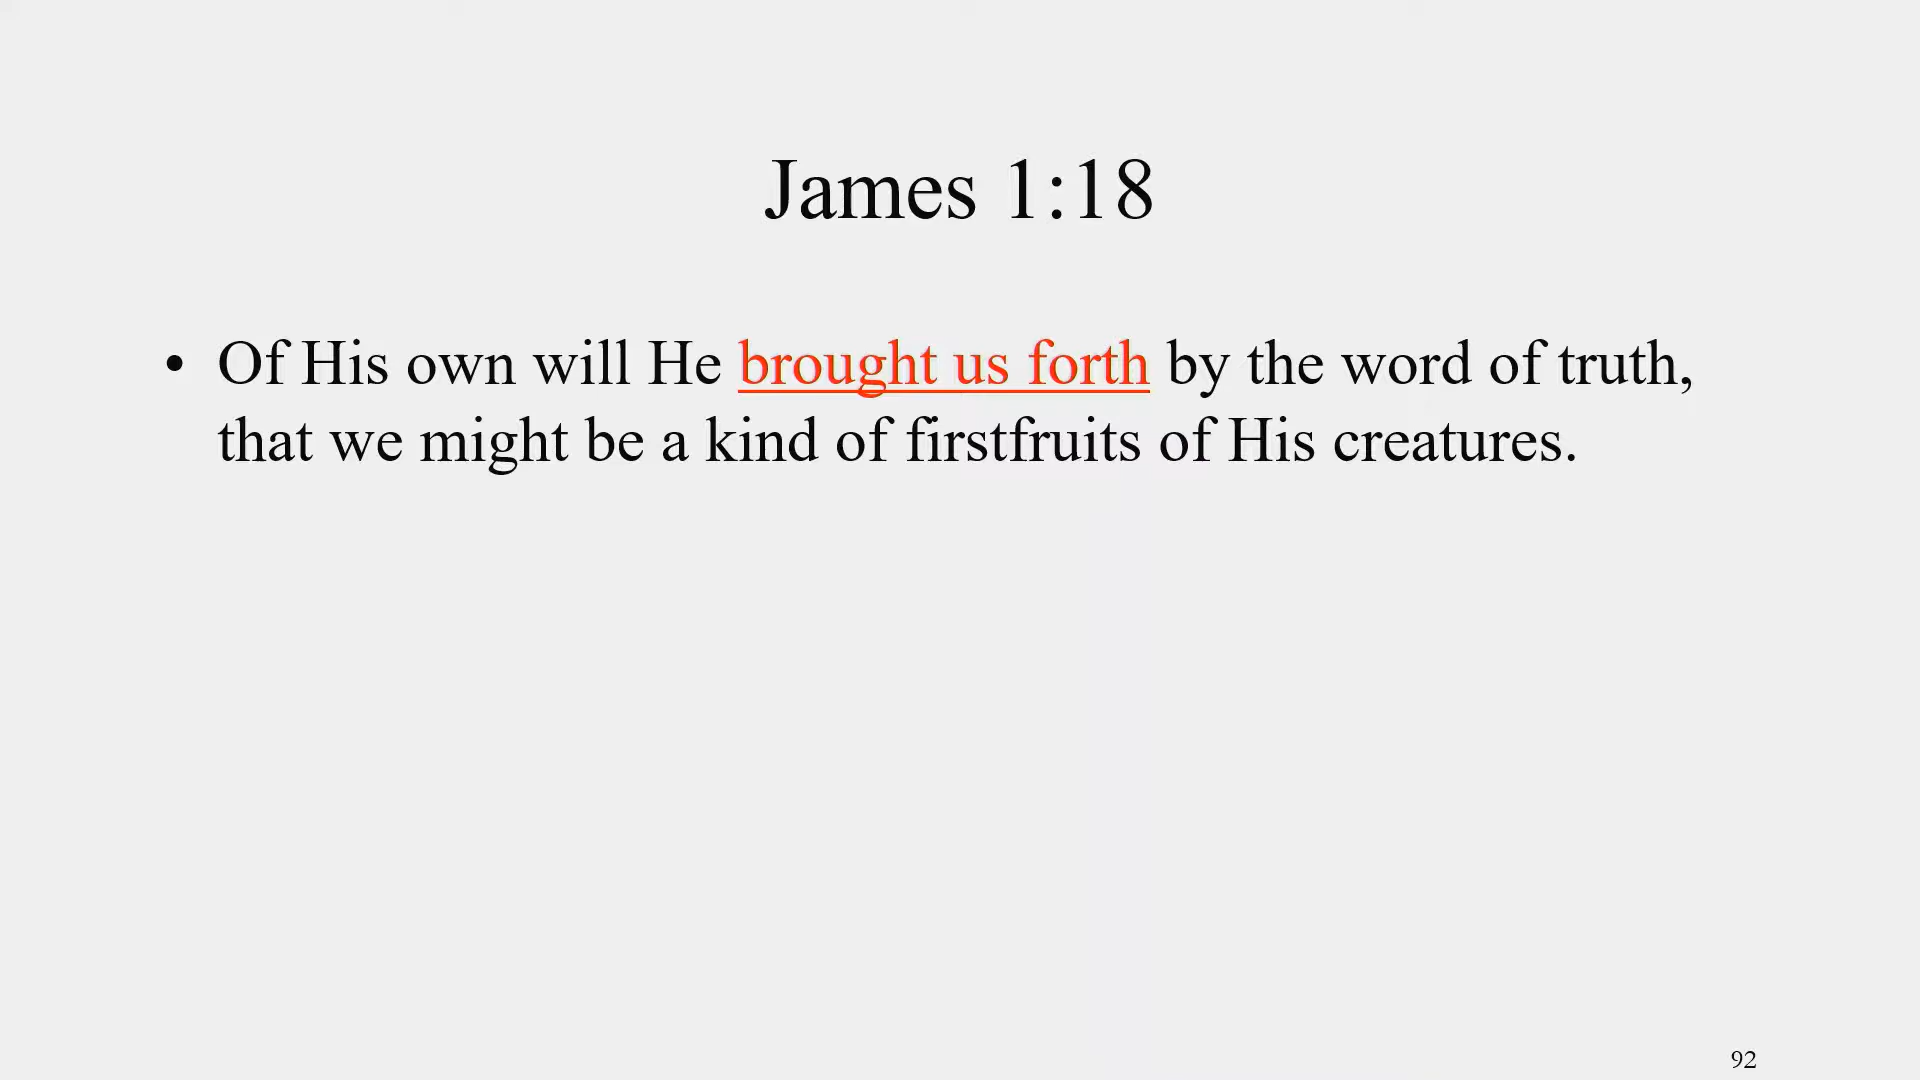 James 1:18
• Of His own will He brought us forth by the word of truth,
that we might be a kind of firstfruits of His creatures.
92